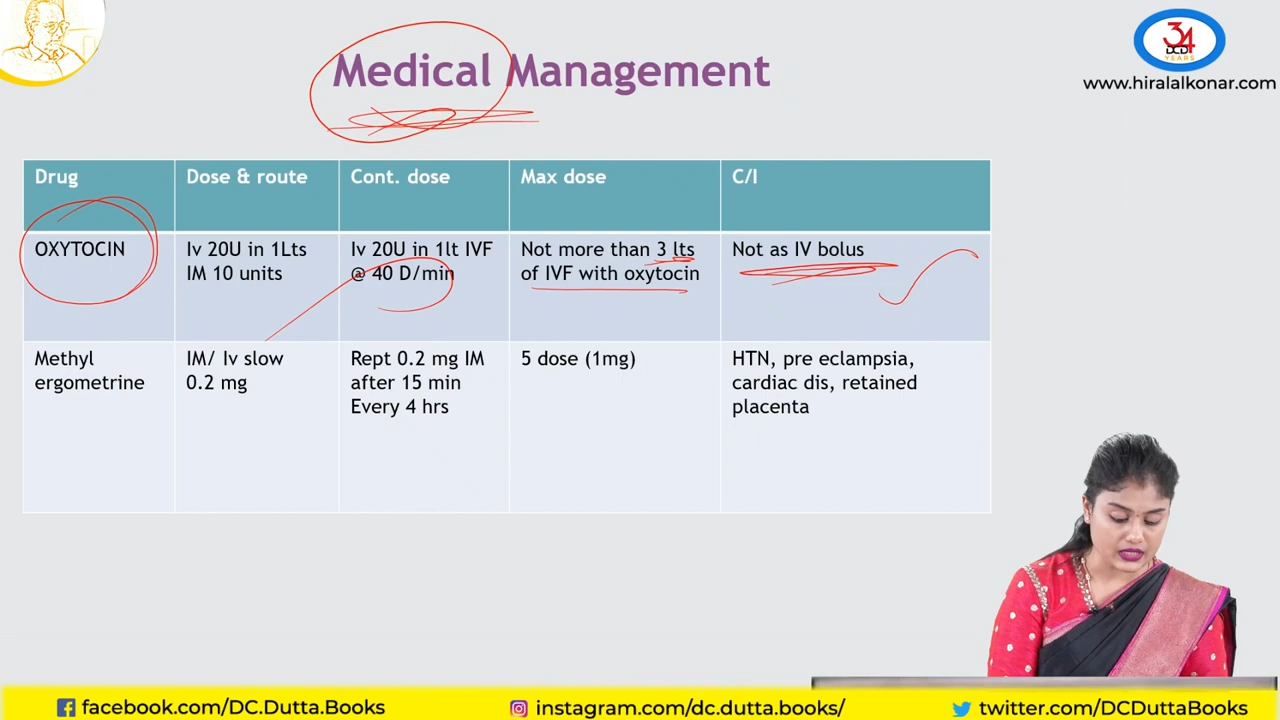 Medical Management
34
DCD
YEARS
www.hiralalkonar.com
Drug
Dose & route
Cont. dose
Max dose
C/I
OXYTOCIN
Iv 20U in 1Lts
IM 10 units
Iv 20U in 1lt IVF
@ 40 D/min
Not more than 3 lts
of IVF with oxytocin
Not as IV bolus
Methyl
ergometrine
IM/ Iv slow
0.2 mg
Rept 0.2 mg IM
after 15 min
Every 4 hrs
5 dose (1mg)
HTN, pre eclampsia,
cardiac dis, retained
placenta
facebook.com/DC.Dutta.Books
instagram.com/dc.dutta.books/
twitter.com/DCDuttaBooks